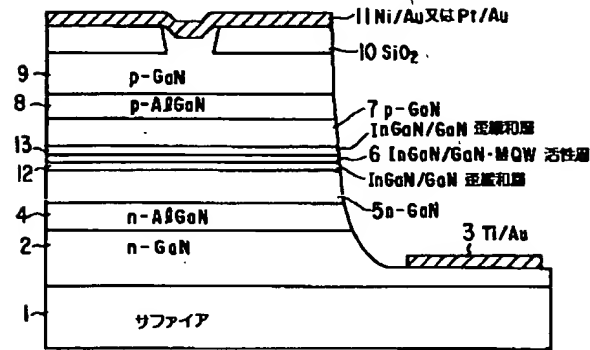 11 Ni/Au又はPt/Au
10 SiO2
9
p-GaN
8
p-AlGaN
7 p-GaN
InGaN/GaN 歪緩和層
13
6 InGaN/GaN・MQW 活性層
12
InGaN/GaN 歪緩和層
5 n-GaN
4
n-AlGaN
3 Ti/Au
2
n-GaN
1
サファイア